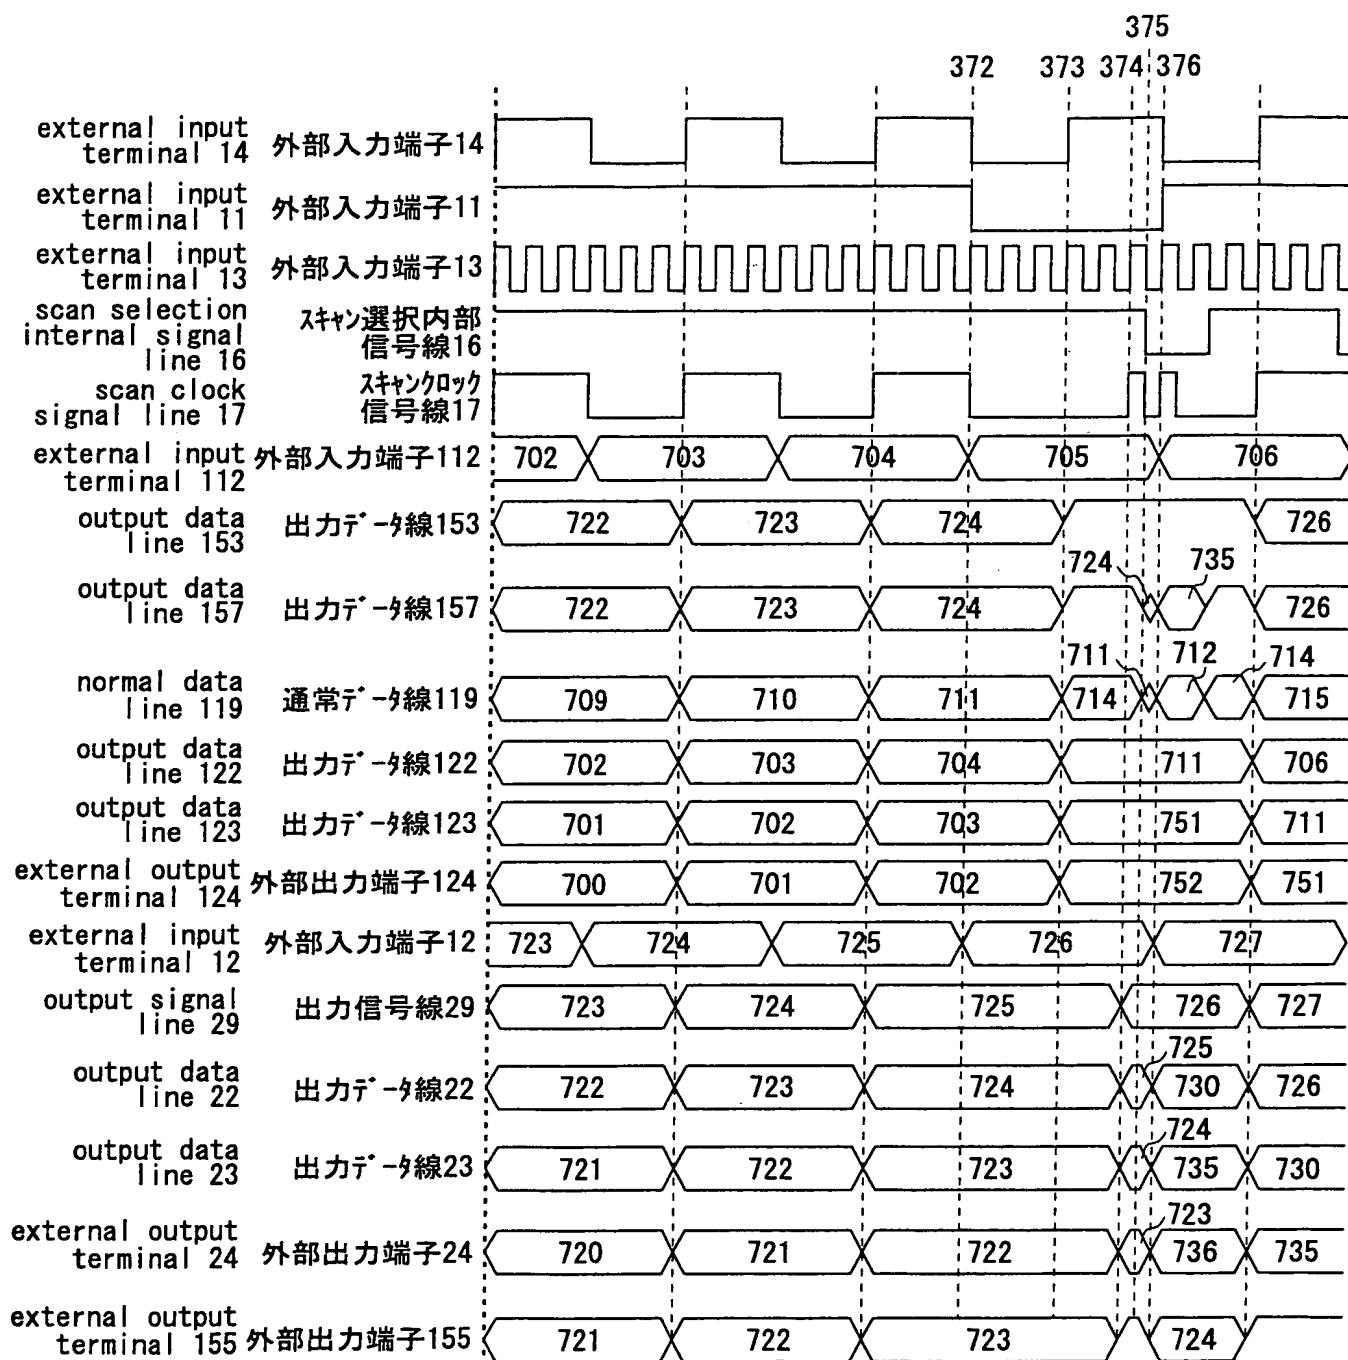 375
372 373 374 376
external input
terminal 14
外部入力端子14
external input
terminal 11
外部入力端子11
external input
terminal 13
外部入力端子13
scan selection
internal signal
line 16
スキャン選択内部
信号線16
scan clock
signal line 17
スキャンクロック
信号線17
external input
terminal 112
外部入力端子112
702 703 704 705 706
output data
line 153
出力データ線153
722 723 724 726
724 735
output data
line 157
出力データ線157
722 723 724 726
711 712 714
normal data
line 119
通常データ線119
709 710 711 714 715
output data
line 122
出力データ線122
702 703 704 711 706
output data
line 123
出力データ線123
701 702 703 751 711
external output
terminal 124
外部出力端子124
700 701 702 752 751
external input
terminal 12
外部入力端子12
723 724 725 726 727
output signal
line 29
出力信号線29
723 724 725 726 727
725
output data
line 22
出力データ線22
722 723 724 730 726
724
output data
line 23
出力データ線23
721 722 723 735 730
723
external output
terminal 24
外部出力端子24
720 721 722 736 735
external output
terminal 155
外部出力端子155
721 722 723 724